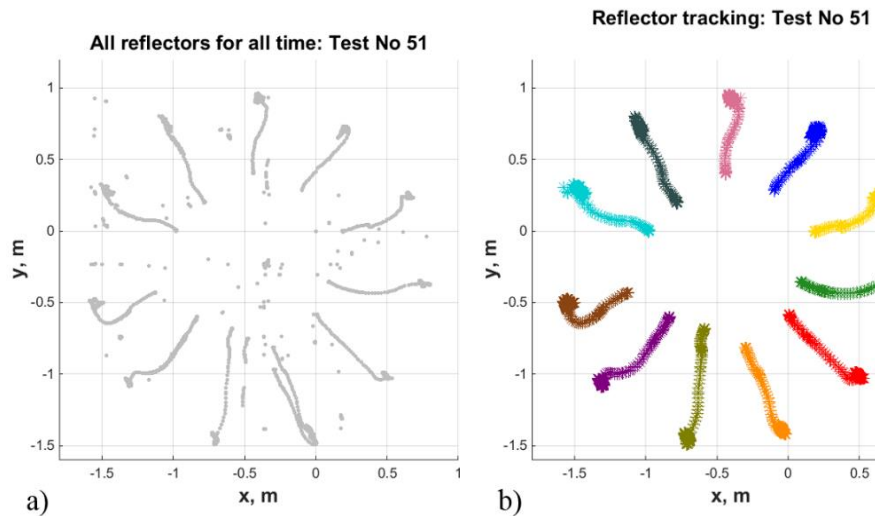 Reflector tracking: Test No 51
All reflectors for all time: Test No 51
1
0.5
0
-0.5
-1
-1.5
y, m
-1.5 -1 -0.5 0 0.5 1
x, m
a)
1
0.5
0
-0.5
-1
-1.5
y, m
-1.5 -1 -0.5 0 0.5
x, m
b)